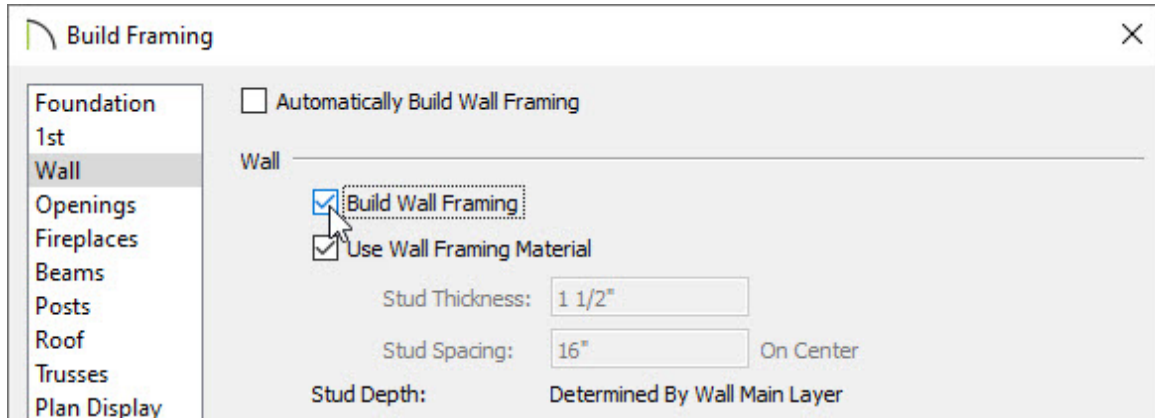 Build Framing
Foundation
1st
Wall
Openings
Fireplaces
Beams
Posts
Roof
Trusses
Plan Display
Automatically Build Wall Framing
Wall
Build Wall Framing
Use Wall Framing Material
Stud Thickness: 1 1/2"
Stud Spacing: 16" On Center
Stud Depth: Determined By Wall Main Layer